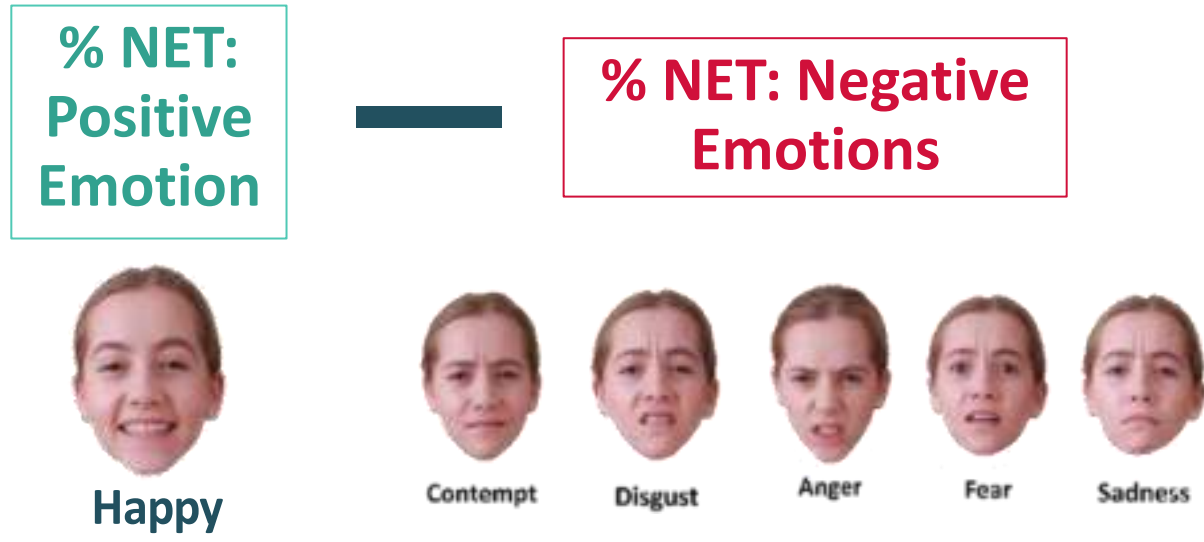 % NET:
Positive
Emotion
% NET: Negative
Emotions
Happy
Contempt
Disgust
Anger
Fear
Sadness